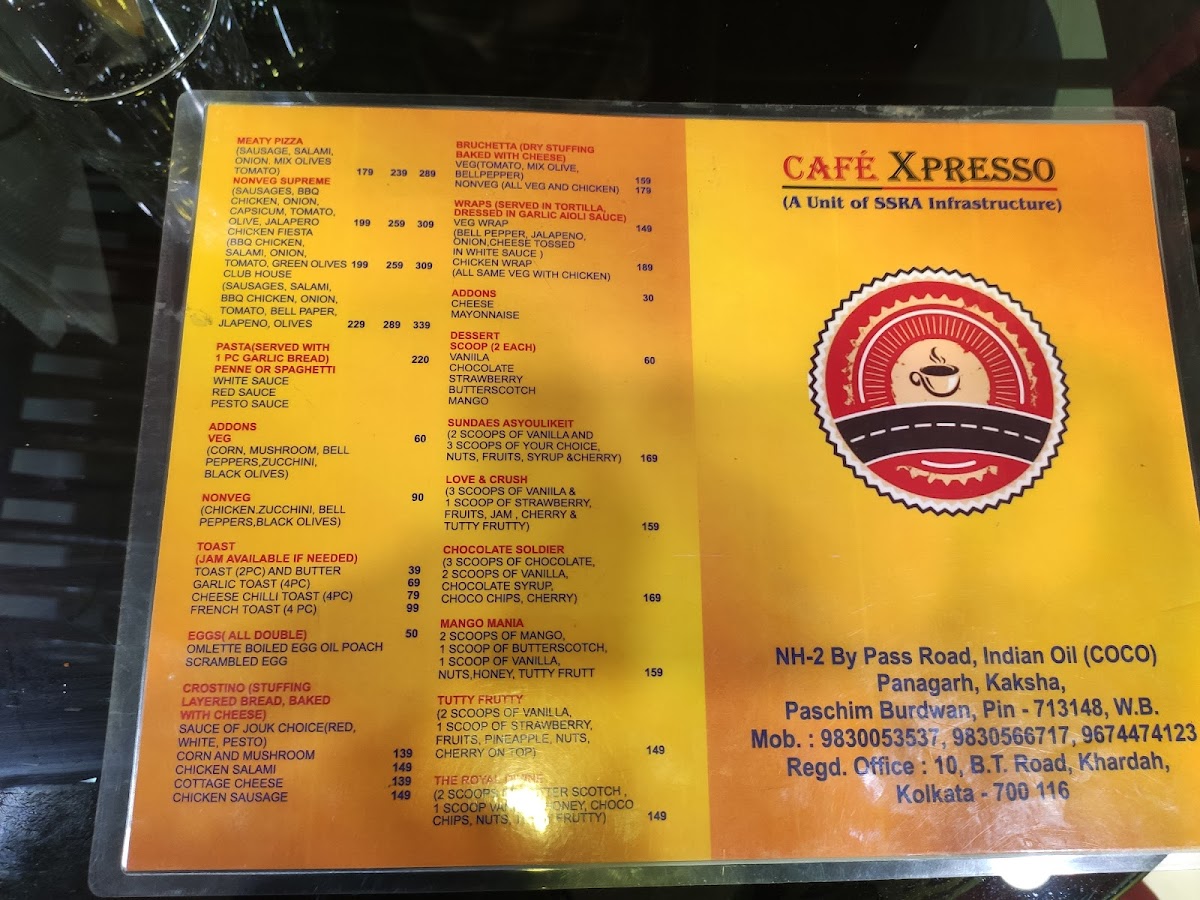 MEATY PIZZA
(SAUSAGE, SALAMI,
ONION, MIX OLIVES
TOMATO) 179 239 289
NONVEG SUPREME
(SAUSAGES, BBQ
CHICKEN, ONION,
CAPSICUM, TOMATO,
OLIVE, JALAPERO 199 259 309
CHICKEN FIESTA
(BBQ CHICKEN,
SALAMI, ONION,
TOMATO, GREEN OLIVES 199 259 309
CLUB HOUSE
(SAUSAGES, SALAMI,
BBQ CHICKEN, ONION,
TOMATO, BELL PAPER,
JLAPENO, OLIVES 229 289 339
PASTA(SERVED WITH
1 PC GARLIC BREAD) 220
PENNE OR SPAGHETTI
WHITE SAUCE
RED SAUCE
PESTO SAUCE
ADDONS
VEG 60
(CORN, MUSHROOM, BELL
PEPPERS,ZUCCHINI,
BLACK OLIVES)
NONVEG 90
(CHICKEN.ZUCCHINI, BELL
PEPPERS,BLACK OLIVES)
TOAST
(JAM AVAILABLE IF NEEDED)
TOAST (2PC) AND BUTTER 39
GARLIC TOAST (4PC) 69
CHEESE CHILLI TOAST (4PC) 79
FRENCH TOAST (4 PC) 99
EGGS( ALL DOUBLE) 50
OMLETTE BOILED EGG OIL POACH
SCRAMBLED EGG
CROSTINO (STUFFING
LAYERED BREAD, BAKED
WITH CHEESE)
SAUCE OF JOUK CHOICE(RED,
WHITE, PESTO)
CORN AND MUSHROOM 139
CHICKEN SALAMI 149
COTTAGE CHEESE 139
CHICKEN SAUSAGE 149
BRUCHETTA (DRY STUFFING
BAKED WITH CHEESE)
VEG(TOMATO, MIX OLIVE,
BELLPEPPER) 159
NONVEG (ALL VEG AND CHICKEN) 179
WRAPS (SERVED IN TORTILLA,
DRESSED IN GARLIC AIOLI SAUCE)
VEG WRAP 149
(BELL PEPPER, JALAPENO,
ONION,CHEESE TOSSED
IN WHITE SAUCE )
CHICKEN WRAP 189
(ALL SAME VEG WITH CHICKEN)
ADDONS 30
CHEESE
MAYONNAISE
DESSERT
SCOOP (2 EACH)
VANIILA 60
CHOCOLATE
STRAWBERRY
BUTTERSCOTCH
MANGO
SUNDAES ASYOULIKEIT
(2 SCOOPS OF VANILLA AND
3 SCOOPS OF YOUR CHOICE,
NUTS, FRUITS, SYRUP &CHERRY) 169
LOVE & CRUSH
(3 SCOOPS OF VANIILA &
1 SCOOP OF STRAWBERRY,
FRUITS, JAM , CHERRY &
TUTTY FRUTTY) 159
CHOCOLATE SOLDIER
(3 SCOOPS OF CHOCOLATE,
2 SCOOPS OF VANILLA,
CHOCOLATE SYRUP,
CHOCO CHIPS, CHERRY) 169
MANGO MANIA
2 SCOOPS OF MANGO,
1 SCOOP OF BUTTERSCOTCH,
1 SCOOP OF VANILLA,
NUTS,HONEY, TUTTY FRUTT 159
TUTTY FRUTTY
(2 SCOOPS OF VANILLA,
1 SCOOP OF STRAWBERRY,
FRUITS, PINEAPPLE, NUTS,
CHERRY ON TOP) 149
THE ROYAL
(2 SCOOPS SCOTCH ,
1 SCOOP HONEY, CHOCO
CHIPS, NUTS, FRUTTY) 149
CAFÉ XPRESSO
(A Unit of SSRA Infrastructure)
NH-2 By Pass Road, Indian Oil (COCO)
Panagarh, Kaksha,
Paschim Burdwan, Pin - 713148, W.B.
Mob. : 9830053537, 9830566717, 9674474123
Regd. Office : 10, B.T. Road, Khardah,
Kolkata - 700 116